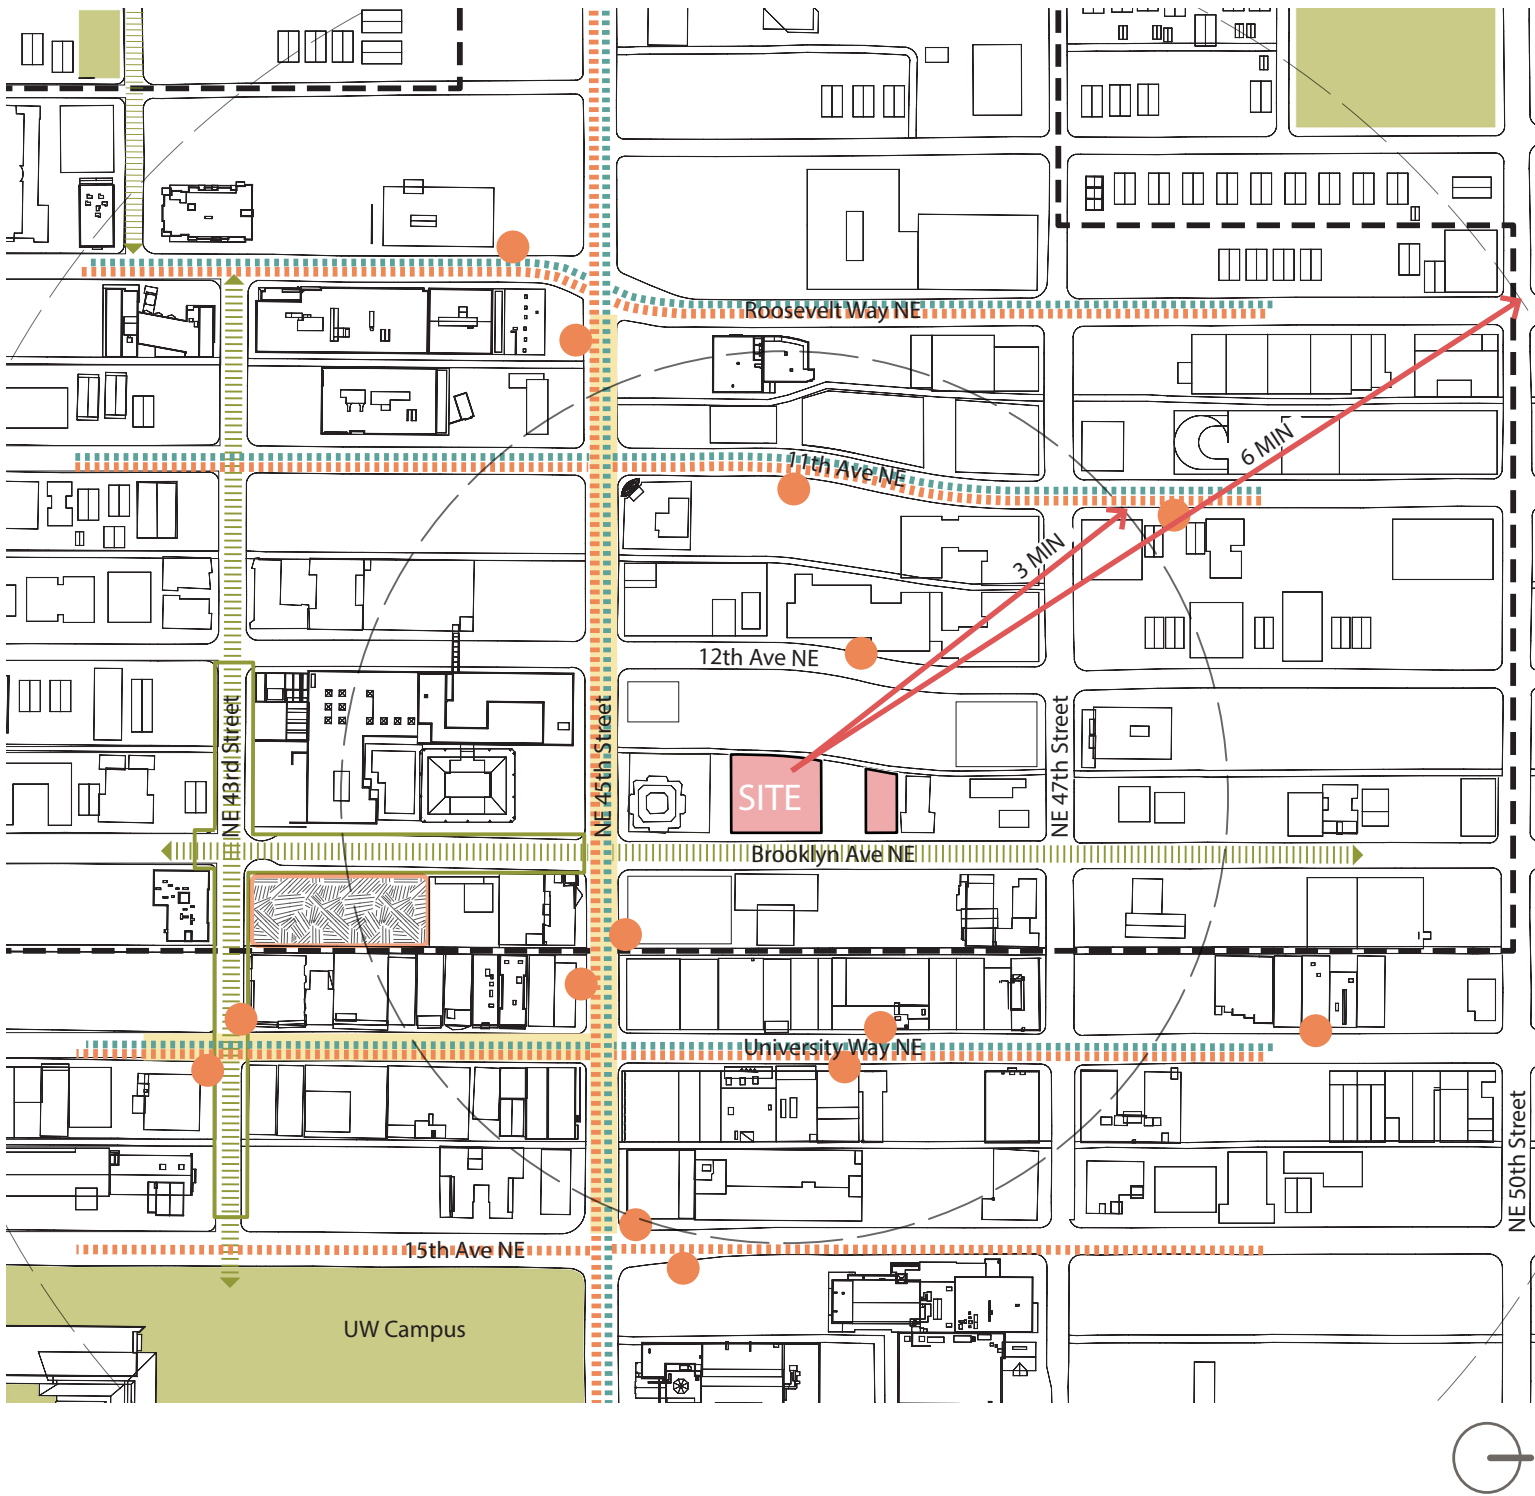 Roosevelt Way NE
6 MIN
11th Ave NE
3 MIN
12th Ave NE
NE 43rd Street
NE 45th Street
NE 47th Street
SITE
Brooklyn Ave NE
University Way NE
NE 50th Street
15th Ave NE
UW Campus